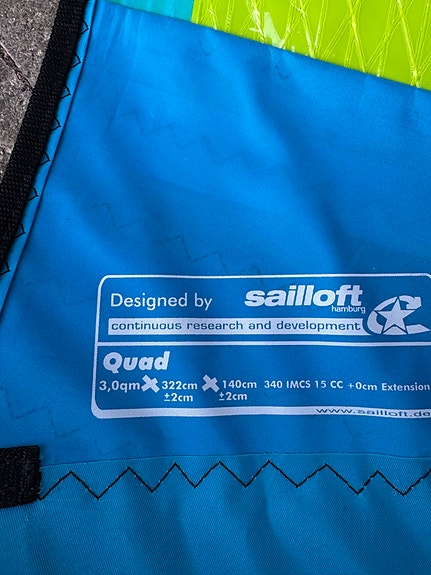 Designed by sailloft
hamburg
continuous research and development
Quad
3,0qm ✖ 322cm ✖ 140cm 340 IMCS 15 CC +0cm Extension
±2cm ±2cm
www.sailloft.de